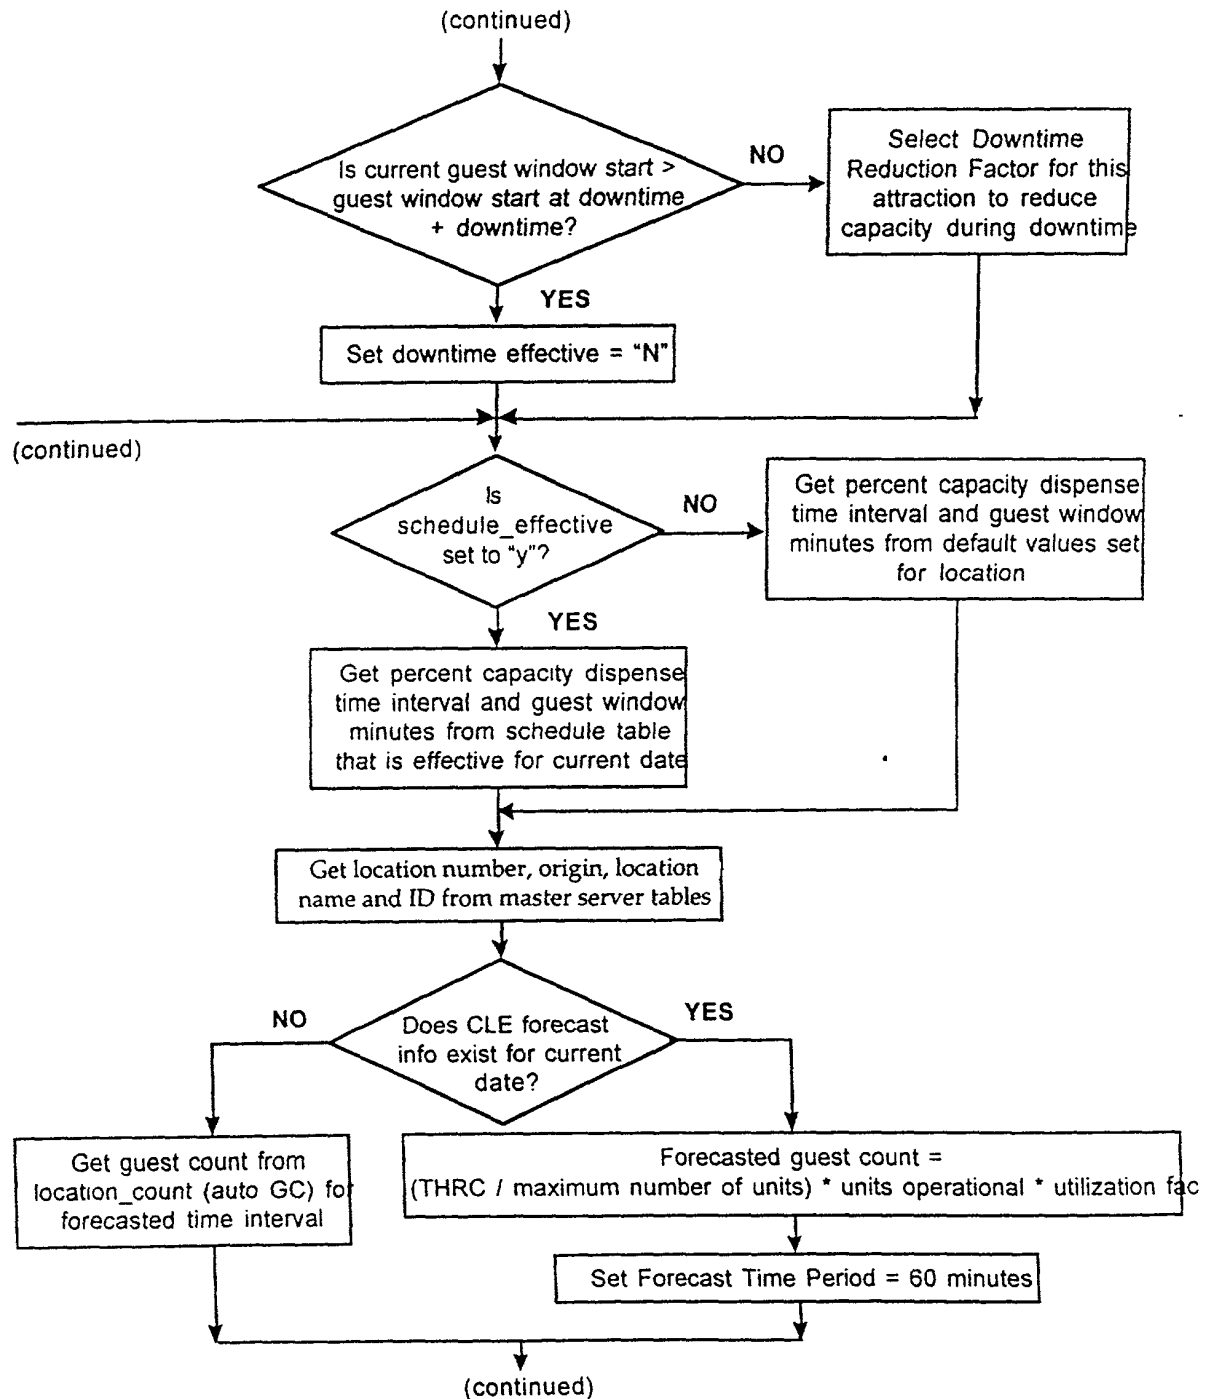 (continued)
Is current guest window start >
guest window start at downtime
+ downtime?
NO
Select Downtime
Reduction Factor for this
attraction to reduce
capacity during downtime
YES
Set downtime effective = “N”
(continued)
Is
schedule_effective
set to “y”?
NO
Get percent capacity dispense
time interval and guest window
minutes from default values set
for location
YES
Get percent capacity dispense
time interval and guest window
minutes from schedule table
that is effective for current date
Get location number, origin, location
name and ID from master server tables
Does CLE forecast
info exist for current
date?
NO
YES
Get guest count from
location_count (auto GC) for
forecasted time interval
Forecasted guest count =
(THRC / maximum number of units) * units operational * utilization fac
Set Forecast Time Period = 60 minutes
(continued)